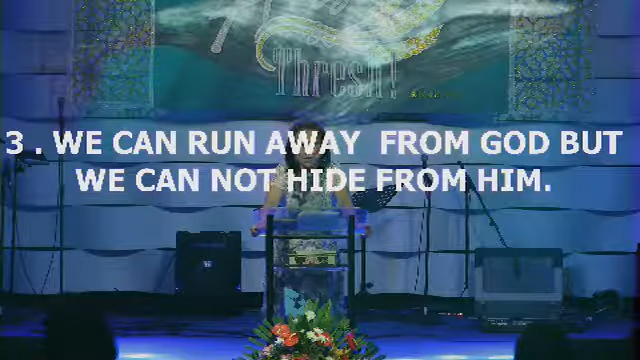 Thresh!
3 . WE CAN RUN AWAY  FROM GOD BUT
WE CAN NOT HIDE FROM HIM.